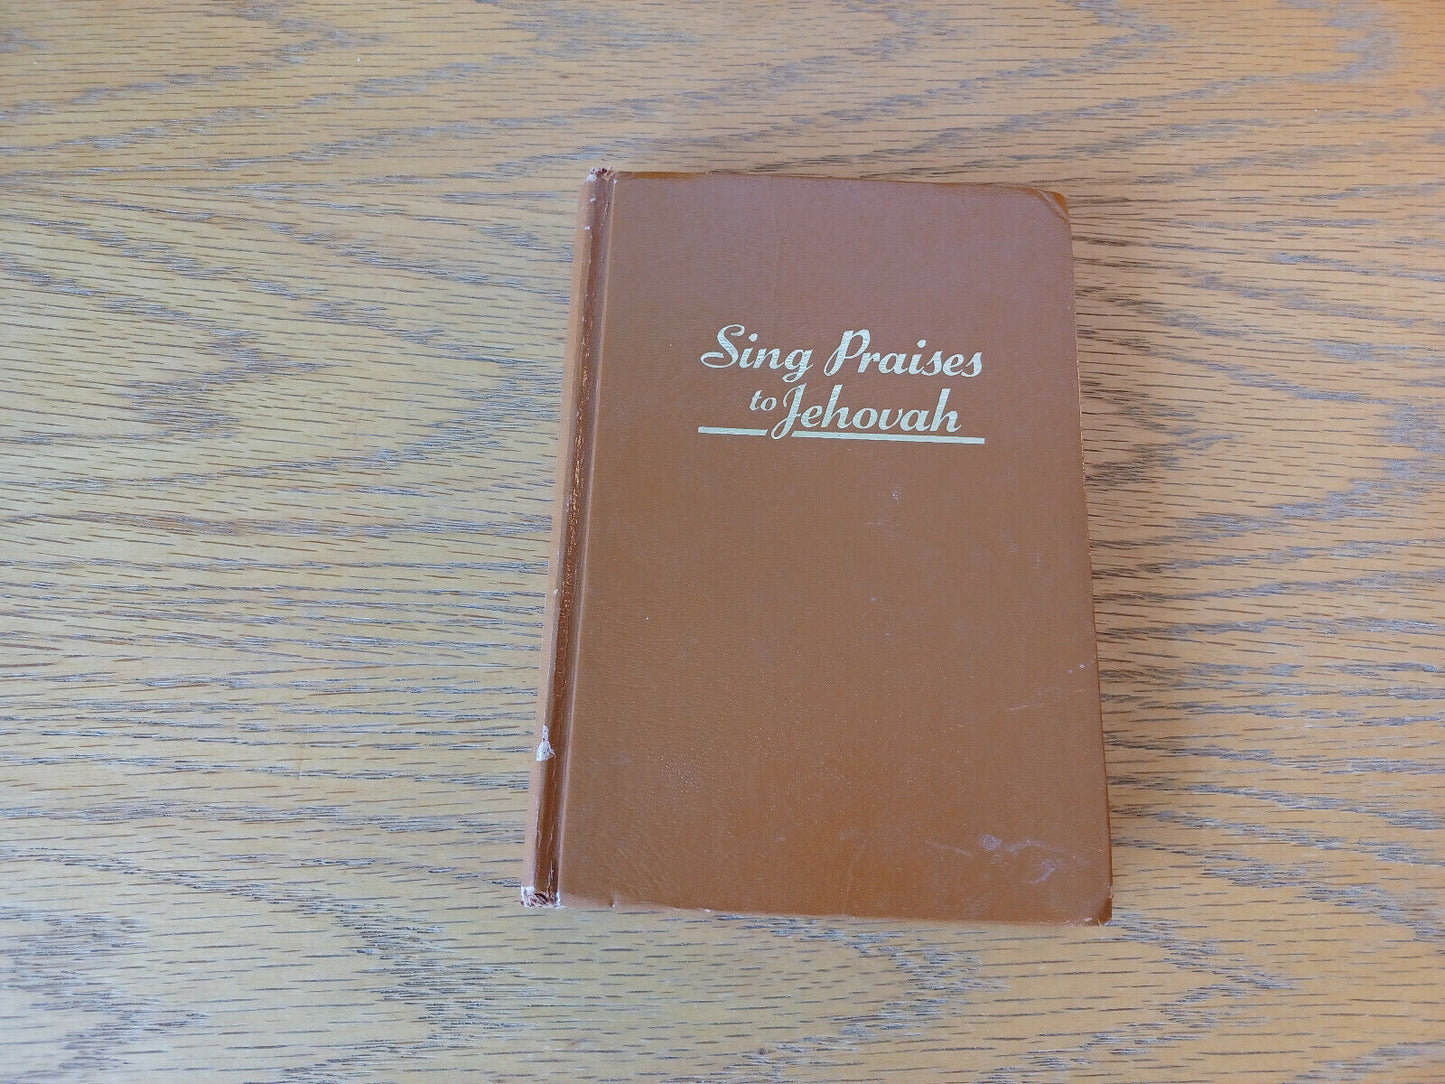 Sing Praises
to Jehovah